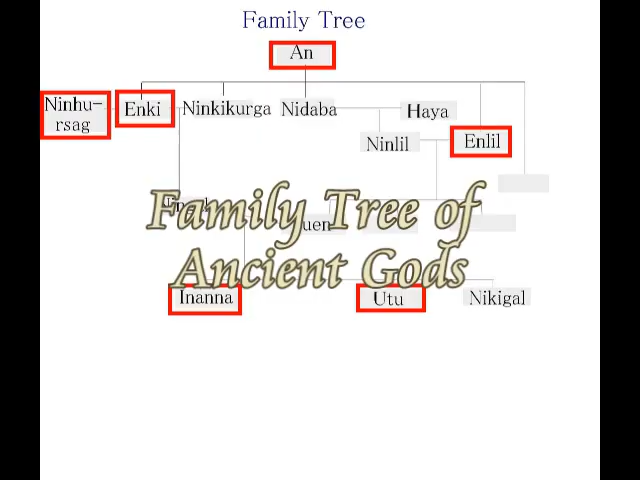 Family Tree
An
Ninhu-
rsag
Enki
Ninkikurga
Nidaba
Haya
Ninlil
Enlil
Family Tree of
Ancient Gods
Inanna
Utu
Nikigal